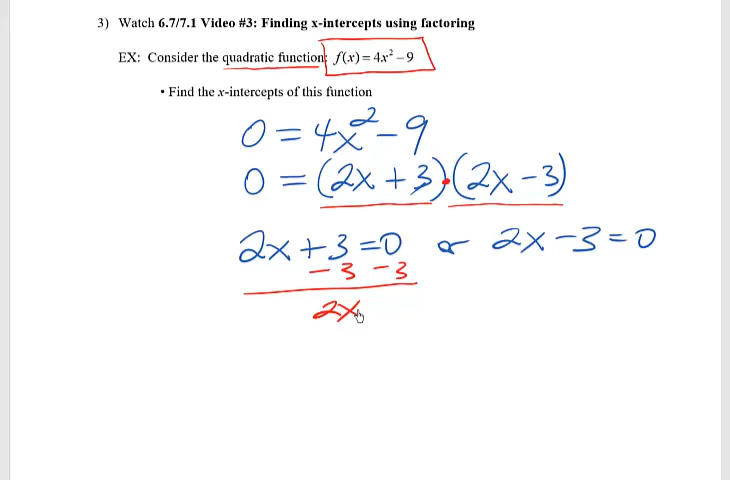 3) Watch 6.7/7.1 Video #3: Finding x-intercepts using factoring
EX: Consider the quadratic function: f(x) = 4x² – 9
• Find the x-intercepts of this function
0 = 4x² – 9
0 = (2x + 3)·(2x – 3)
2x + 3 = 0 or 2x – 3 = 0
– 3 – 3
2x